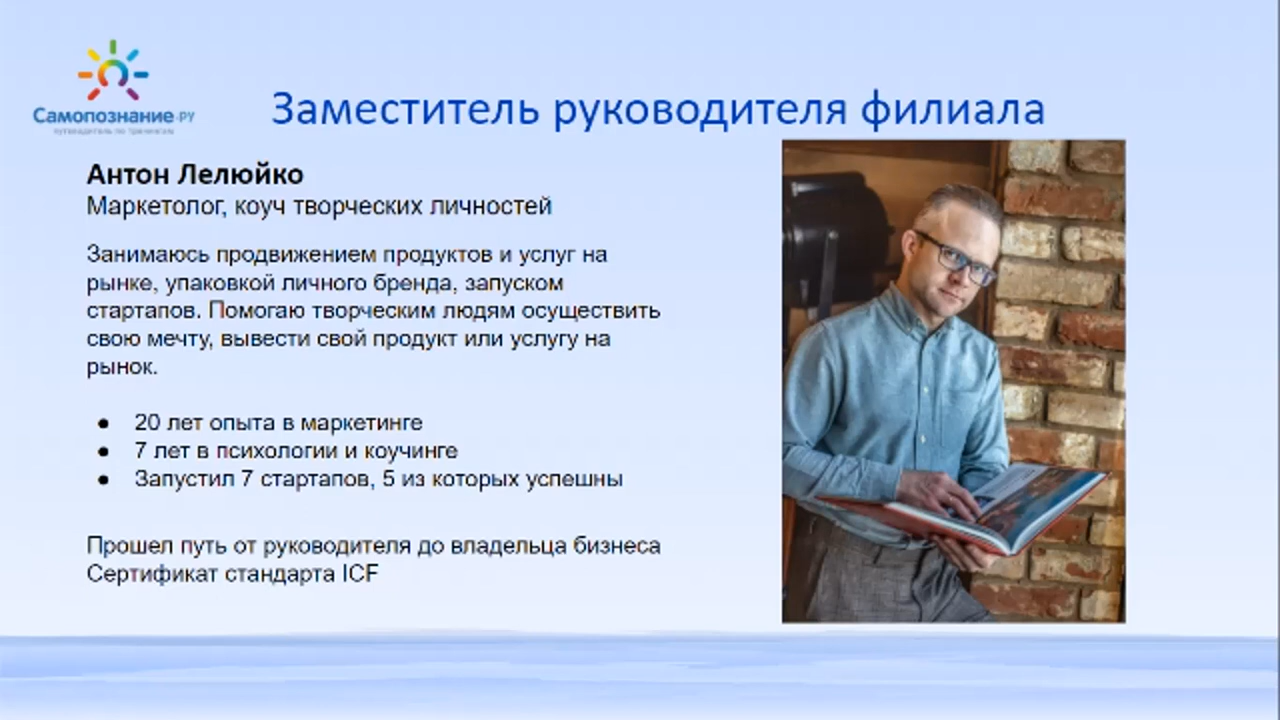 Самопознание.РУ
путеводитель по тренингам
Заместитель руководителя филиала
Антон Лелюйко
Маркетолог, коуч творческих личностей
Занимаюсь продвижением продуктов и услуг на
рынке, упаковкой личного бренда, запуском
стартапов. Помогаю творческим людям осуществить
свою мечту, вывести свой продукт или услугу на
рынок.
● 20 лет опыта в маркетинге
● 7 лет в психологии и коучинге
● Запустил 7 стартапов, 5 из которых успешны
Прошел путь от руководителя до владельца бизнеса
Сертификат стандарта ICF